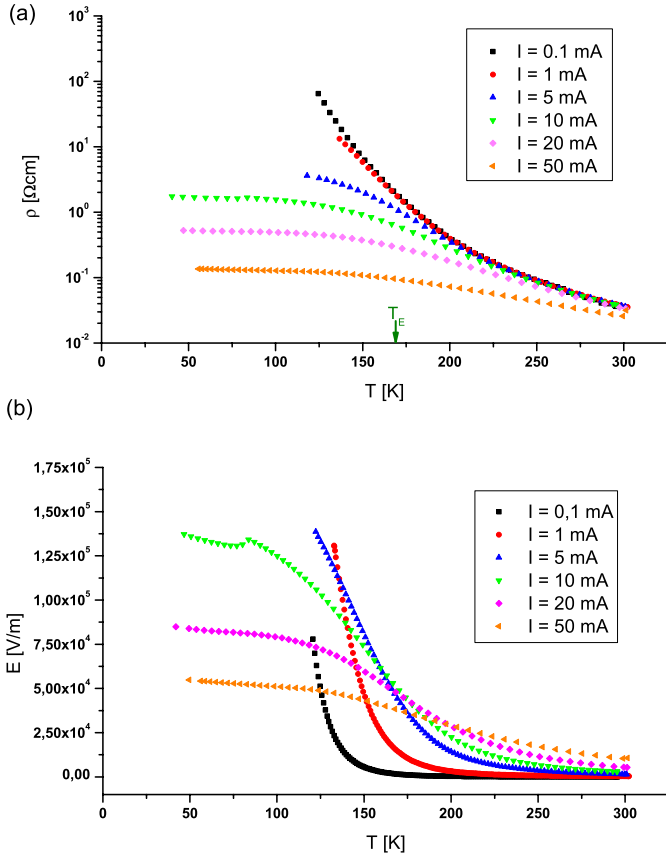 (a)
10³
10²
10¹
10⁰
10⁻¹
10⁻²
ρ [Ωcm]
I = 0.1 mA
I = 1 mA
I = 5 mA
I = 10 mA
I = 20 mA
I = 50 mA
T_E
0 50 100 150 200 250 300
T [K]
(b)
1,75x10⁵
1,50x10⁵
1,25x10⁵
1,00x10⁵
7,50x10⁴
5,00x10⁴
2,50x10⁴
0,00
E [V/m]
I = 0,1 mA
I = 1 mA
I = 5 mA
I = 10 mA
I = 20 mA
I = 50 mA
0 50 100 150 200 250 300
T [K]